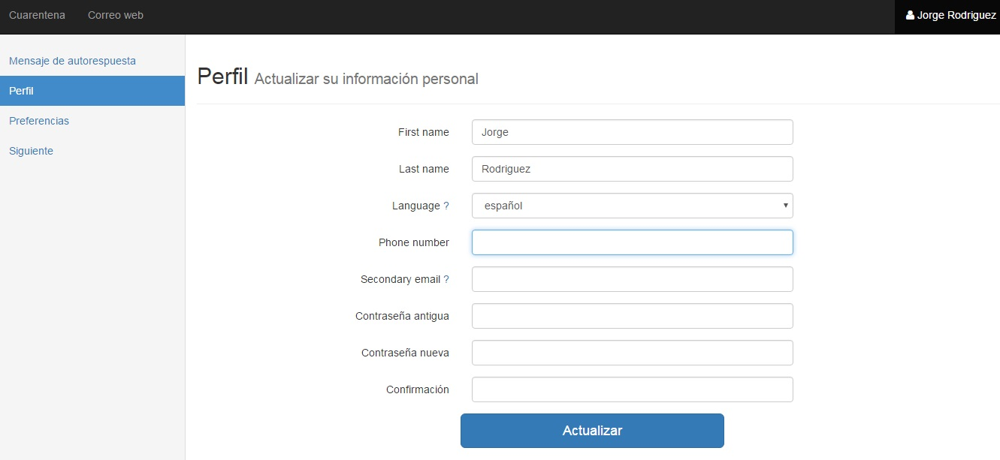 Cuarentena Correo web Jorge Rodriguez
Mensaje de autorespuesta
Perfil
Preferencias
Siguiente
Perfil Actualizar su información personal
First name Jorge
Last name Rodriguez
Language ? español
Phone number
Secondary email ?
Contraseña antigua
Contraseña nueva
Confirmación
Actualizar